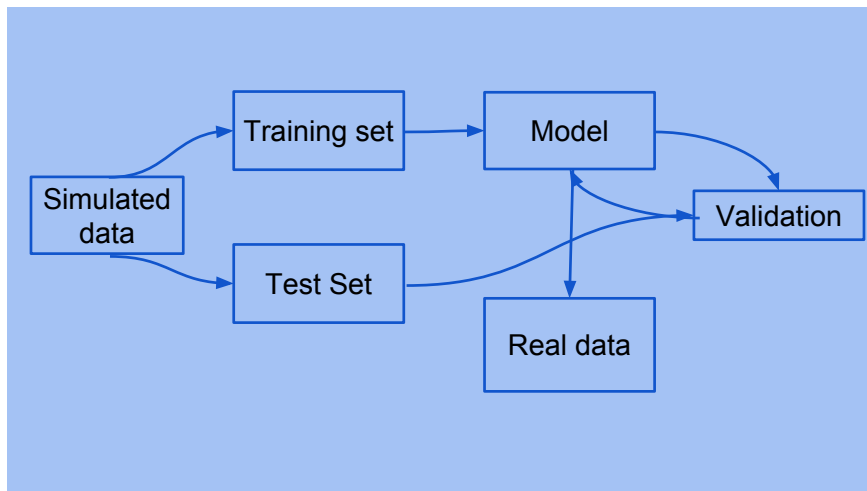 Training set
Model
Simulated
data
Validation
Test Set
Real data